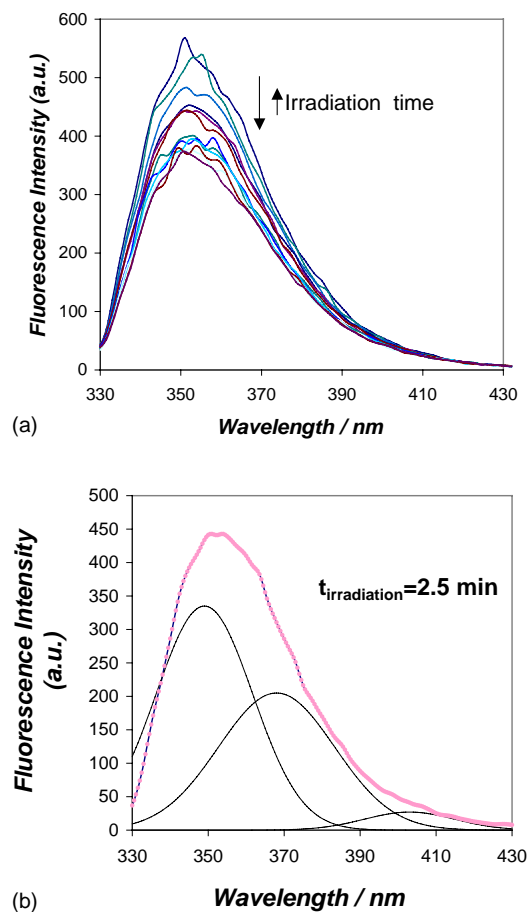 600
500
400
300
200
100
0
Fluorescence Intensity (a.u.)
Irradiation time
330 350 370 390 410 430
Wavelength / nm
(a)
500
450
400
350
300
250
200
150
100
50
0
Fluorescence Intensity
(a.u.)
t_irradiation=2.5 min
330 350 370 390 410 430
Wavelength / nm
(b)